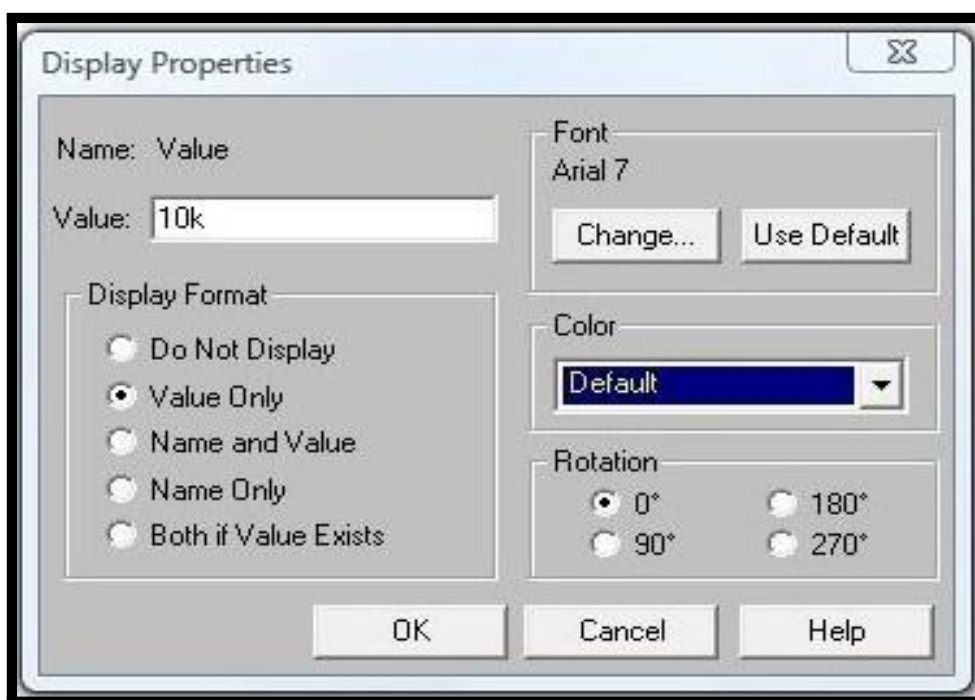 Display Properties
Name: Value
Value: 10k
Display Format
Do Not Display
Value Only
Name and Value
Name Only
Both if Value Exists
Font
Arial 7
Change...
Use Default
Color
Default
Rotation
0°
180°
90°
270°
OK
Cancel
Help